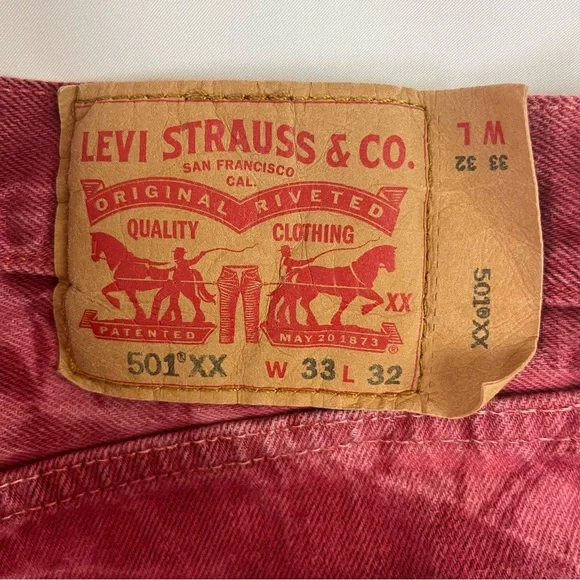 LEVI STRAUSS & CO.
SAN FRANCISCO
CAL.
ORIGINAL RIVETED
QUALITY CLOTHING
XX
PATENTED MAY 20 1873 ®
501®XX W 33 L 32
W L
33 32
501®XX